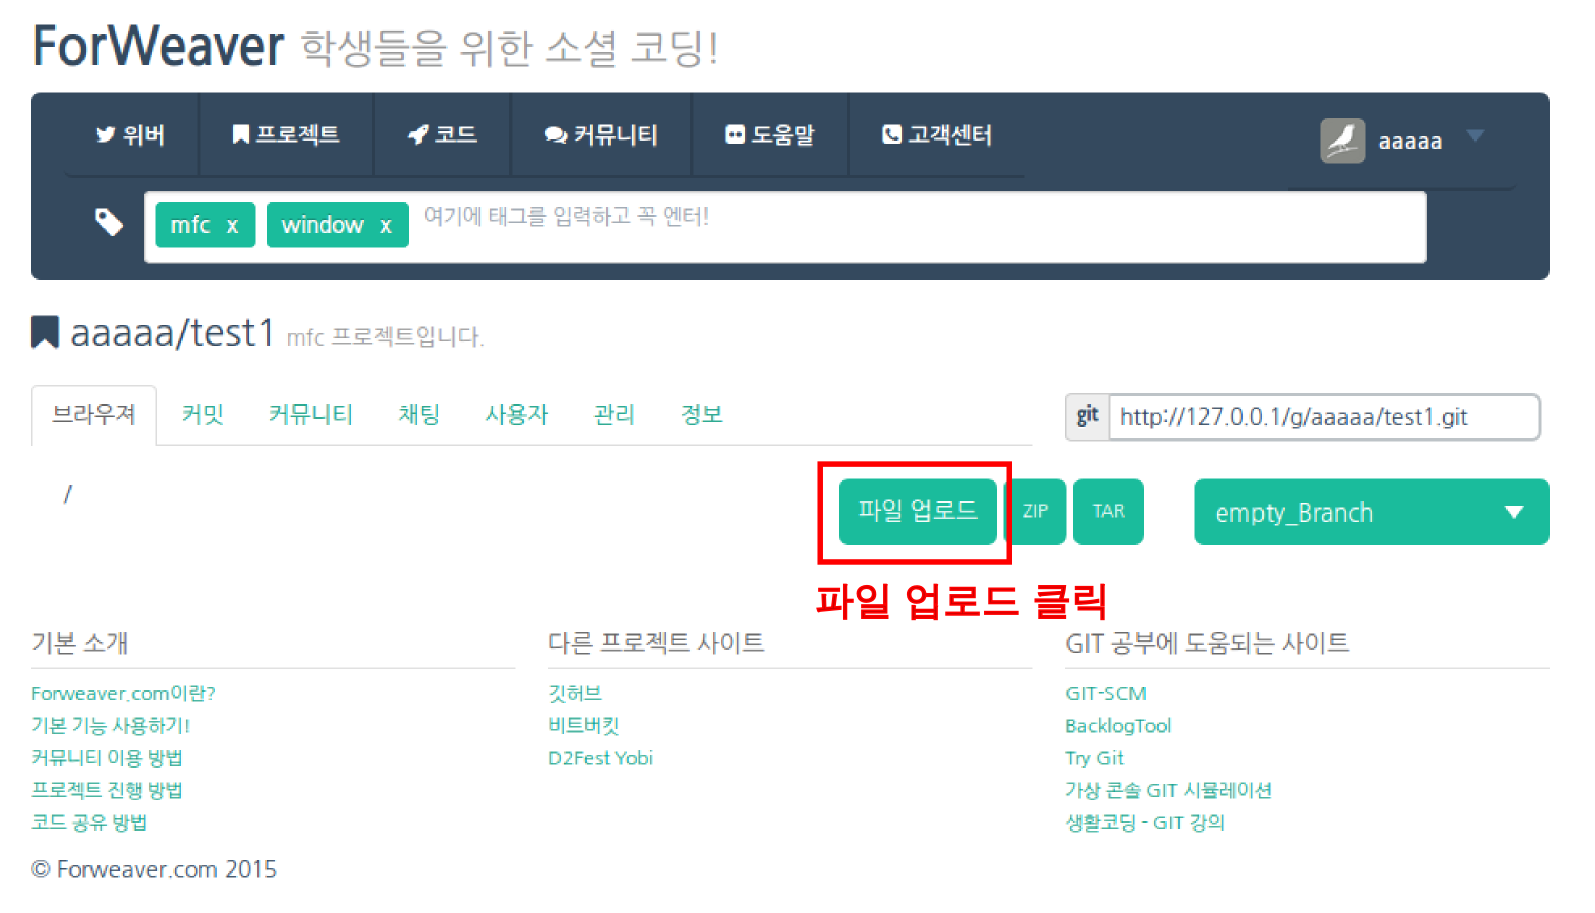 ForWeaver 학생들을 위한 소셜 코딩!
위버 프로젝트 코드 커뮤니티 도움말 고객센터 aaaaa
mfc x window x 여기에 태그를 입력하고 꼭 엔터!
aaaaa/test1 mfc 프로젝트입니다.
브라우져 커밋 커뮤니티 채팅 사용자 관리 정보 git http://127.0.0.1/g/aaaaa/test1.git
/ 파일 업로드 ZIP TAR empty_Branch
파일 업로드 클릭
기본 소개
Forweaver.com이란?
기본 기능 사용하기!
커뮤니티 이용 방법
프로젝트 진행 방법
코드 공유 방법
다른 프로젝트 사이트
깃허브
비트버킷
D2Fest Yobi
GIT 공부에 도움되는 사이트
GIT-SCM
BacklogTool
Try Git
가상 콘솔 GIT 시뮬레이션
생활코딩 - GIT 강의
© Forweaver.com 2015